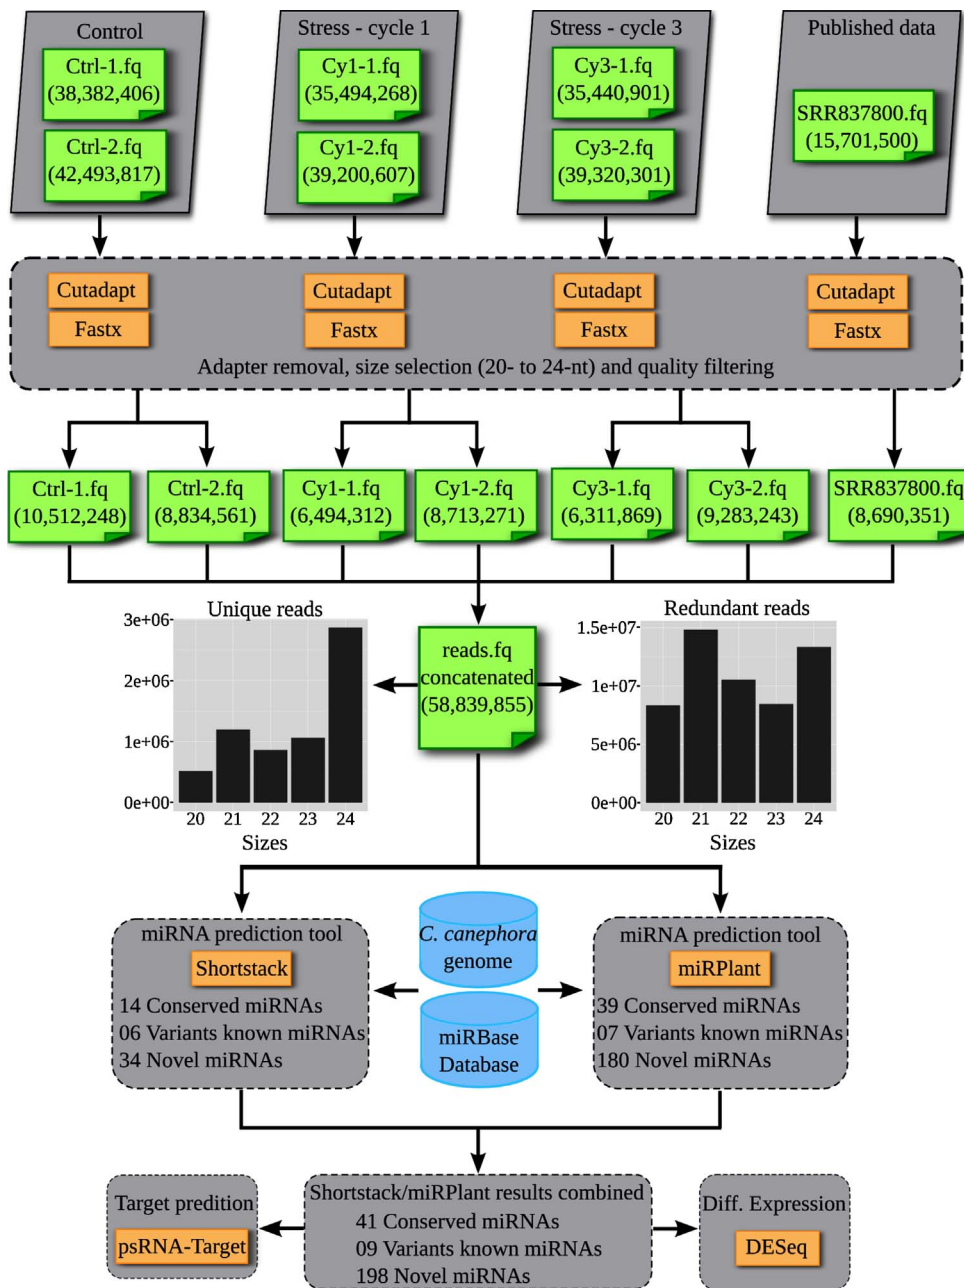 Control
Ctrl-1.fq
(38,382,406)
Ctrl-2.fq
(42,493,817)
Stress - cycle 1
Cy1-1.fq
(35,494,268)
Cy1-2.fq
(39,200,607)
Stress - cycle 3
Cy3-1.fq
(35,440,901)
Cy3-2.fq
(39,320,301)
Published data
SRR837800.fq
(15,701,500)
Cutadapt
Fastx
Cutadapt
Fastx
Cutadapt
Fastx
Cutadapt
Fastx
Adapter removal, size selection (20- to 24-nt) and quality filtering
Ctrl-1.fq
(10,512,248)
Ctrl-2.fq
(8,834,561)
Cy1-1.fq
(6,494,312)
Cy1-2.fq
(8,713,271)
Cy3-1.fq
(6,311,869)
Cy3-2.fq
(9,283,243)
SRR837800.fq
(8,690,351)
Unique reads
3e+06
2e+06
1e+06
0e+00
20 21 22 23 24
Sizes
reads.fq
concatenated
(58,839,855)
Redundant reads
1.5e+07
1e+07
5e+06
0e+00
20 21 22 23 24
Sizes
miRNA prediction tool
Shortstack
14 Conserved miRNAs
06 Variants known miRNAs
34 Novel miRNAs
C. canephora
genome
miRBase
Database
miRNA prediction tool
miRPlant
39 Conserved miRNAs
07 Variants known miRNAs
180 Novel miRNAs
Target predition
psRNA-Target
Shortstack/miRPlant results combined
41 Conserved miRNAs
09 Variants known miRNAs
198 Novel miRNAs
Diff. Expression
DESeq